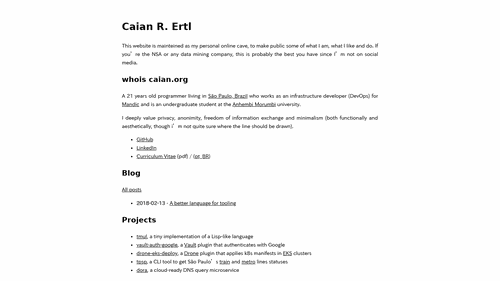 Caian R. Ertl
This website is maintained as my personal online cave, to make public some of what I am, what I like and do. If
you're the NSA or any data mining company, this is probably the best you have since I'm not on social
media.
whois caian.org
A 21 years old programmer living in São Paulo, Brazil who works as an infrastructure developer (DevOps) for
Mandic and is an undergraduate student at the Anhembi Morumbi university.
I deeply value privacy, anonimity, freedom of information exchange and minimalism (both functionally and
aesthetically, though I'm not quite sure where the line should be drawn).
• GitHub
• LinkedIn
• Curriculum Vitae (pdf) / (pt_BR)
Blog
All posts
• 2018-02-13 - A better language for tooling
Projects
• tmul, a tiny implementation of a Lisp-like language
• vault-auth-google, a Vault plugin that authenticates with Google
• drone-eks-deploy, a Drone plugin that applies k8s manifests in EKS clusters
• tosp, a CLI tool to get São Paulo's train and metro lines statuses
• dora, a cloud-ready DNS query microservice